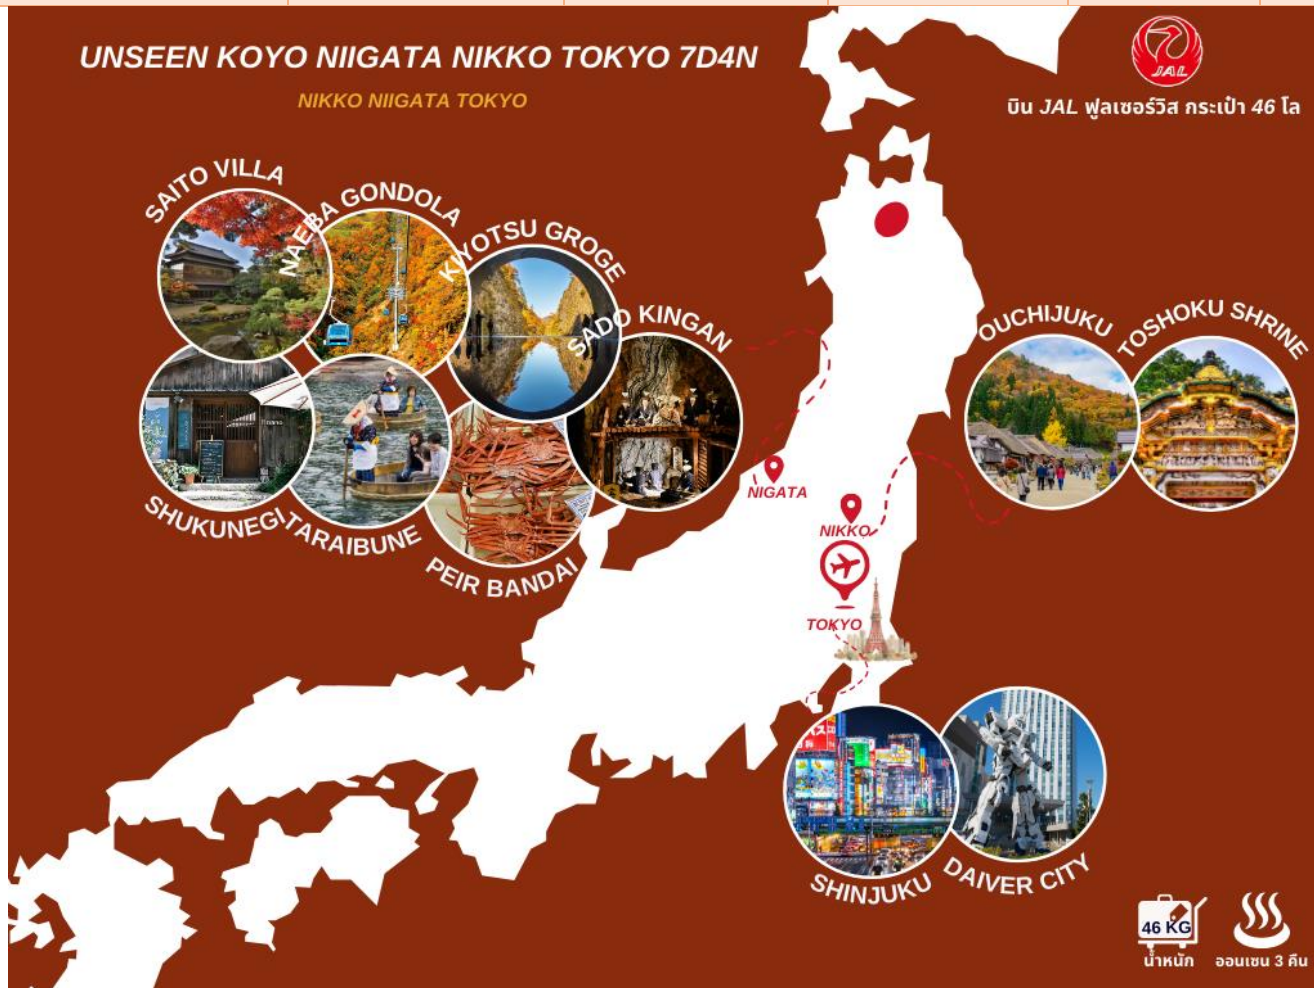 UNSEEN KOYO NIIGATA NIKKO TOKYO 7D4N
NIKKO NIIGATA TOKYO
JAL
บิน JAL ฟูลเซอร์วิส กระเป๋า 46 โล
SAITO VILLA
NAEBA GONDOLA
KIYOTSU GROGE
SADO KINGAN
OUCHIJUKU
TOSHOKU SHRINE
SHUKUNEGI
TARAIBUNE
PEIR BANDAI
NIGATA
NIKKO
TOKYO
SHINJUKU
DAIVER CITY
46 KG
น้ำหนัก
ออนเซน 3 คืน